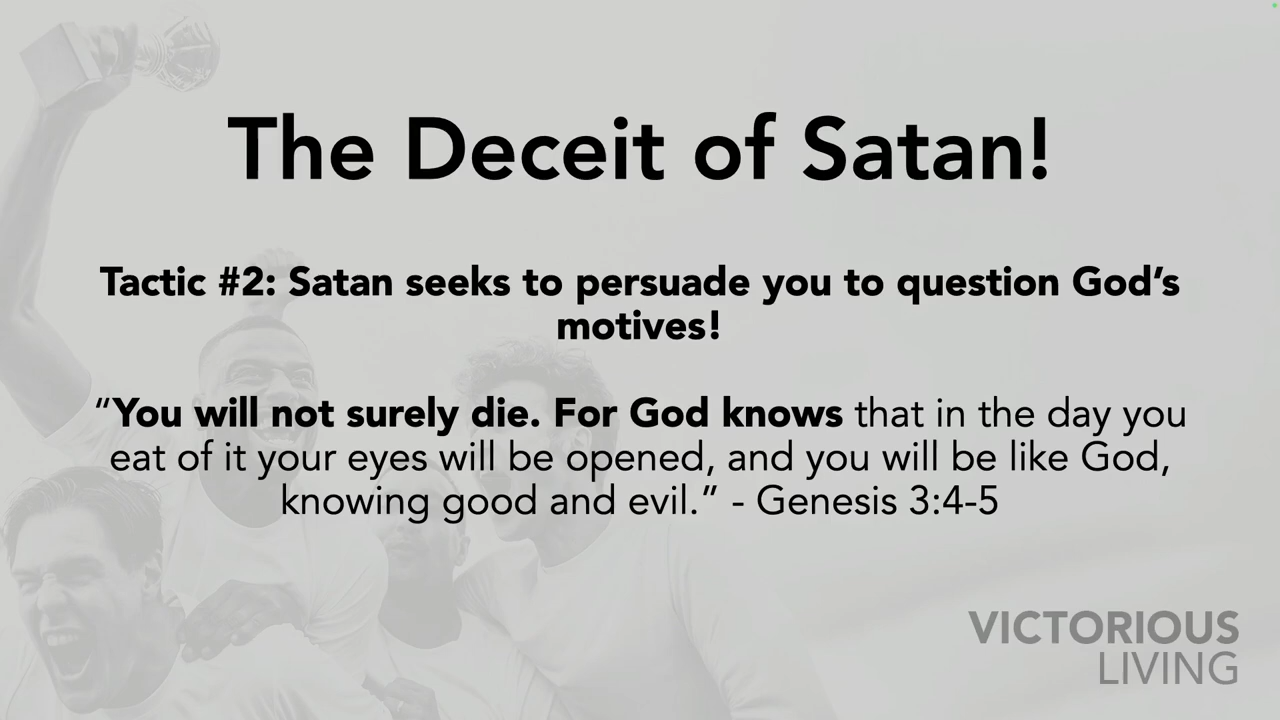 The Deceit of Satan!
Tactic #2: Satan seeks to persuade you to question God’s
motives!
“You will not surely die. For God knows that in the day you
eat of it your eyes will be opened, and you will be like God,
knowing good and evil.” - Genesis 3:4-5
VICTORIOUS
LIVING